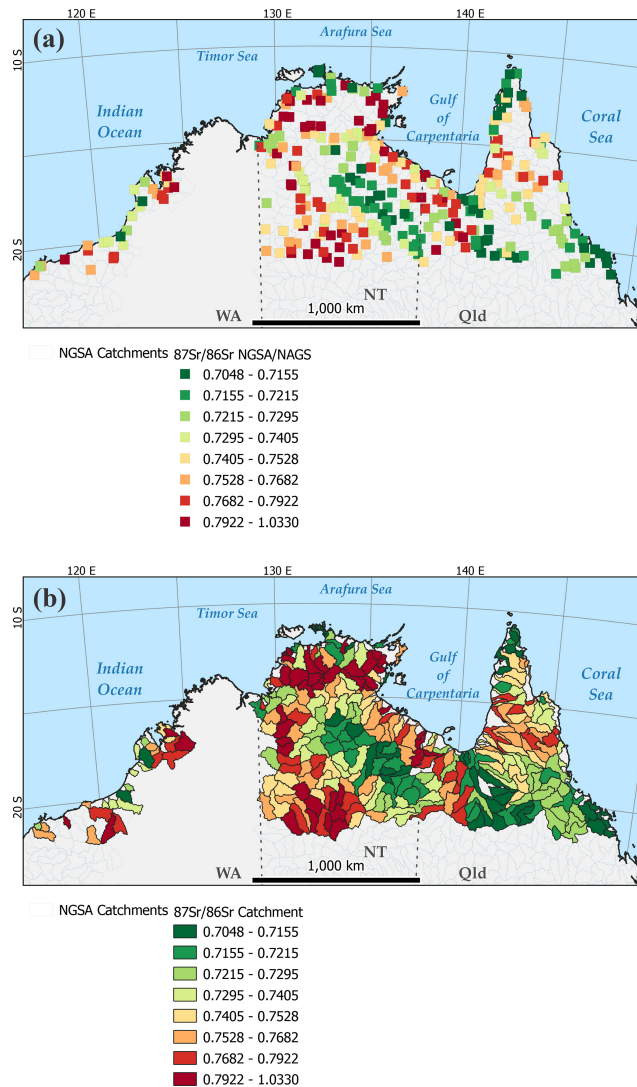 120 E
130 E
140 E
(a)
Arafura Sea
Timor Sea
10 S
Indian
Ocean
Gulf
of
Carpentaria
Coral
Sea
20 S
NT
1,000 km
WA
Qld
NGSA Catchments
87Sr/86Sr NGSA/NAGS
0.7048 - 0.7155
0.7155 - 0.7215
0.7215 - 0.7295
0.7295 - 0.7405
0.7405 - 0.7528
0.7528 - 0.7682
0.7682 - 0.7922
0.7922 - 1.0330
120 E
130 E
140 E
(b)
Arafura Sea
Timor Sea
10 S
Indian
Ocean
Gulf
of
Carpentaria
Coral
Sea
20 S
NT
1,000 km
WA
Qld
NGSA Catchments
87Sr/86Sr Catchment
0.7048 - 0.7155
0.7155 - 0.7215
0.7215 - 0.7295
0.7295 - 0.7405
0.7405 - 0.7528
0.7528 - 0.7682
0.7682 - 0.7922
0.7922 - 1.0330